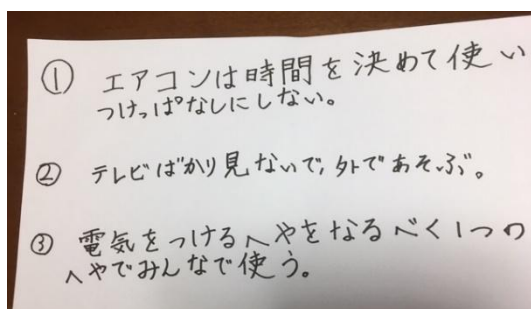 ① エアコンは時間を決めて使い
つけっぱなしにしない。
② テレビばかり見ないで、外であそぶ。
③ 電気をつけるへやをなるべく1つの
へやでみんなで使う。